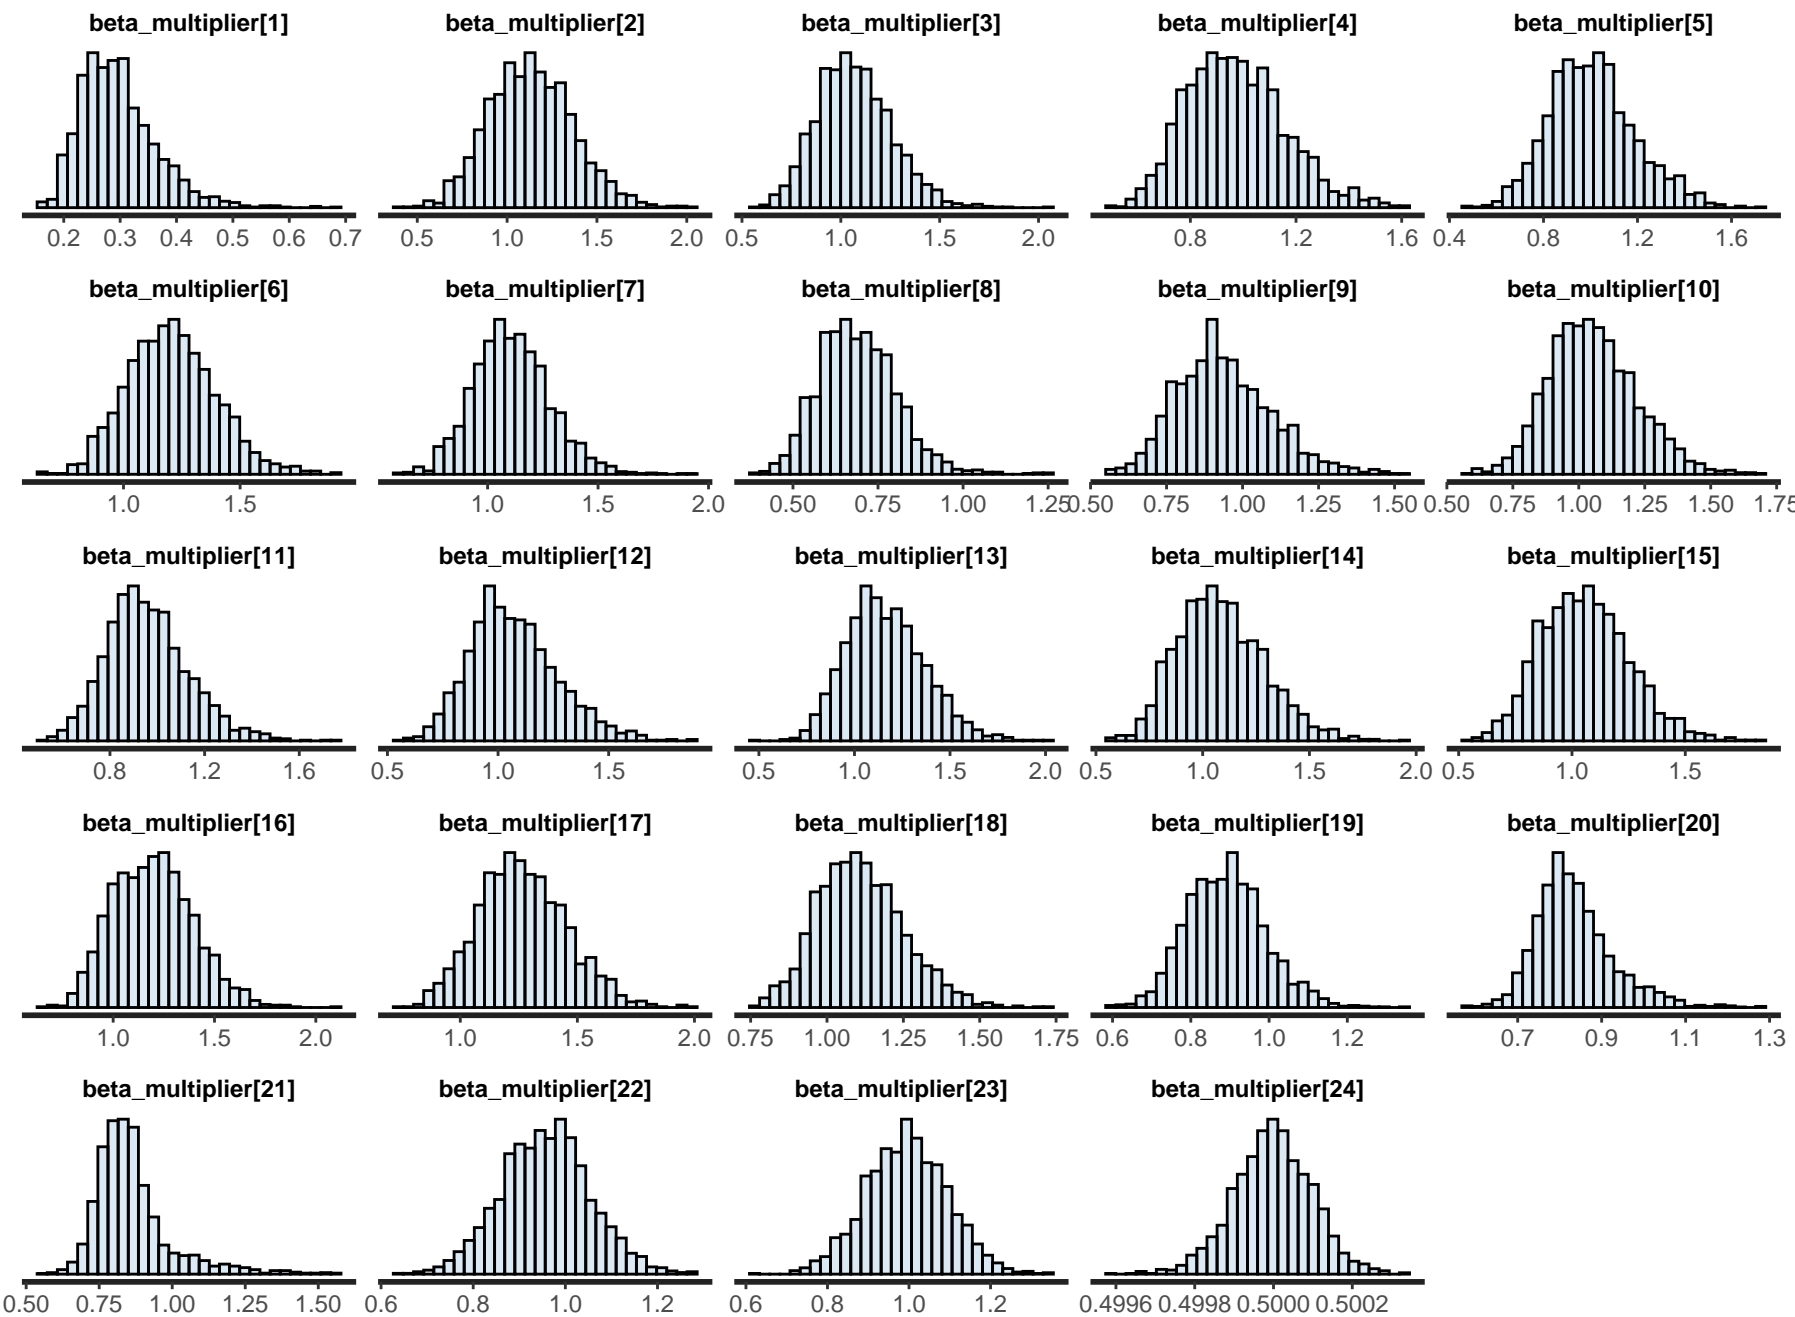 beta_multiplier[1] beta_multiplier[2] beta_multiplier[3] beta_multiplier[4] beta_multiplier[5]
0.2 0.3 0.4 0.5 0.6 0.7 0.5 1.0 1.5 2.0 0.5 1.0 1.5 2.0 0.8 1.2 1.6 0.4 0.8 1.2 1.6
beta_multiplier[6] beta_multiplier[7] beta_multiplier[8] beta_multiplier[9] beta_multiplier[10]
1.0 1.5 1.0 1.5 2.0 0.50 0.75 1.00 1.25 0.50 0.75 1.00 1.25 1.50 0.50 0.75 1.00 1.25 1.50 1.75
beta_multiplier[11] beta_multiplier[12] beta_multiplier[13] beta_multiplier[14] beta_multiplier[15]
0.8 1.2 1.6 0.5 1.0 1.5 0.5 1.0 1.5 2.0 0.5 1.0 1.5 2.0 0.5 1.0 1.5
beta_multiplier[16] beta_multiplier[17] beta_multiplier[18] beta_multiplier[19] beta_multiplier[20]
1.0 1.5 2.0 1.0 1.5 2.0 0.75 1.00 1.25 1.50 1.75 0.6 0.8 1.0 1.2 0.7 0.9 1.1 1.3
beta_multiplier[21] beta_multiplier[22] beta_multiplier[23] beta_multiplier[24]
0.50 0.75 1.00 1.25 1.50 0.6 0.8 1.0 1.2 0.6 0.8 1.0 1.2 0.4996 0.4998 0.5000 0.5002